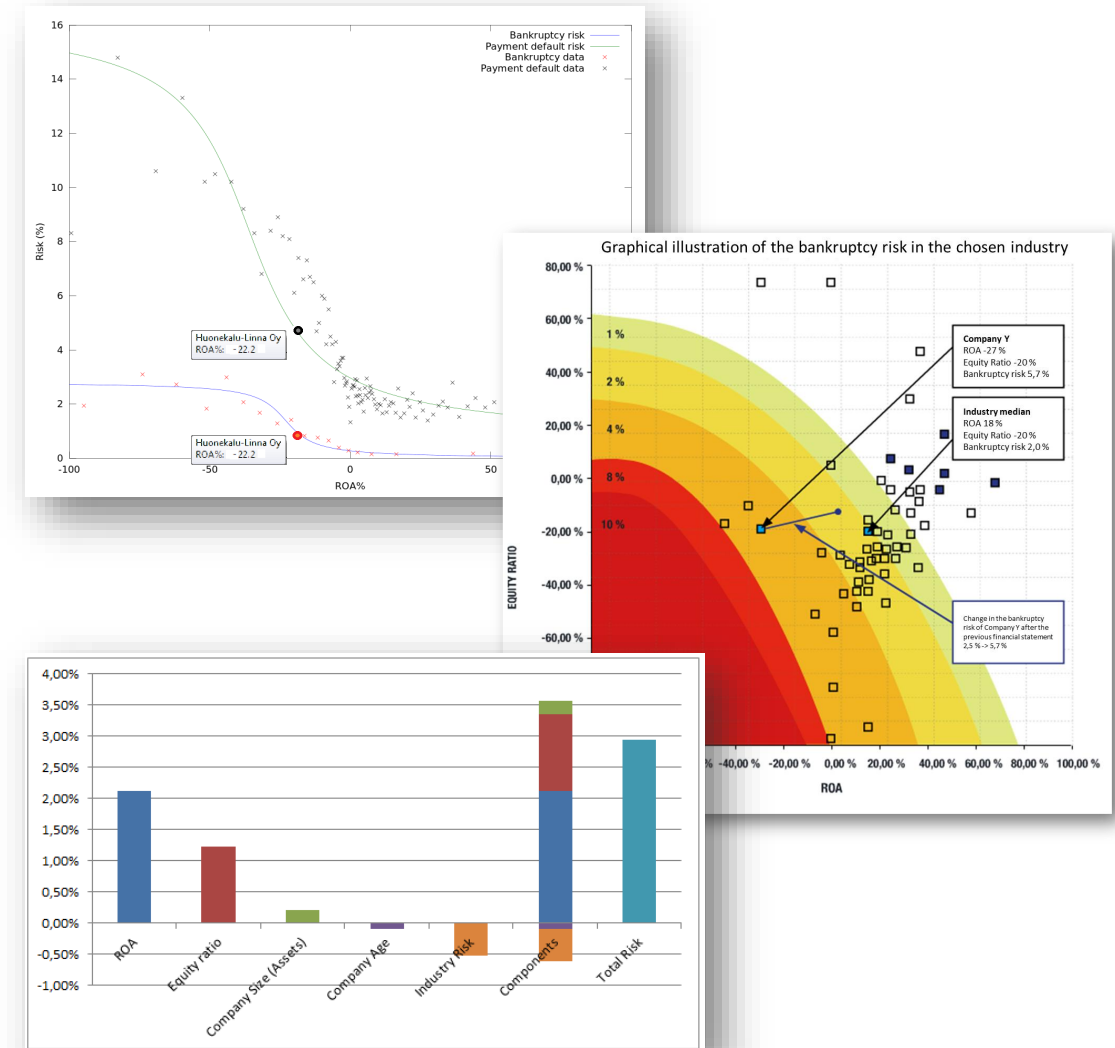 16
14
12
10
8
6
4
2
0
Risk (%)
-100
-50
0
50
ROA%
Bankruptcy risk
Payment default risk
Bankruptcy data
Payment default data
Huonekalu-Linna Oy
ROA%: -22.2
Huonekalu-Linna Oy
ROA%: -22.2
Graphical illustration of the bankruptcy risk in the chosen industry
80,00 %
60,00 %
40,00 %
20,00 %
0,00 %
-20,00 %
-40,00 %
-60,00 %
EQUITY RATIO
1 %
2 %
4 %
8 %
10 %
Company Y
ROA -27 %
Equity Ratio -20 %
Bankruptcy risk 5,7 %
Industry median
ROA 18 %
Equity Ratio -20 %
Bankruptcy risk 2,0 %
Change in the bankruptcy
risk of Company Y after the
previous financial statement
2,5 % -> 5,7 %
% -40,00 % -20,00 % 0,00 % 20,00 % 40,00 % 60,00 % 80,00 % 100,00 %
ROA
4,00%
3,50%
3,00%
2,50%
2,00%
1,50%
1,00%
0,50%
0,00%
-0,50%
-1,00%
ROA
Equity ratio
Company Size (Assets)
Company Age
Industry Risk
Components
Total Risk